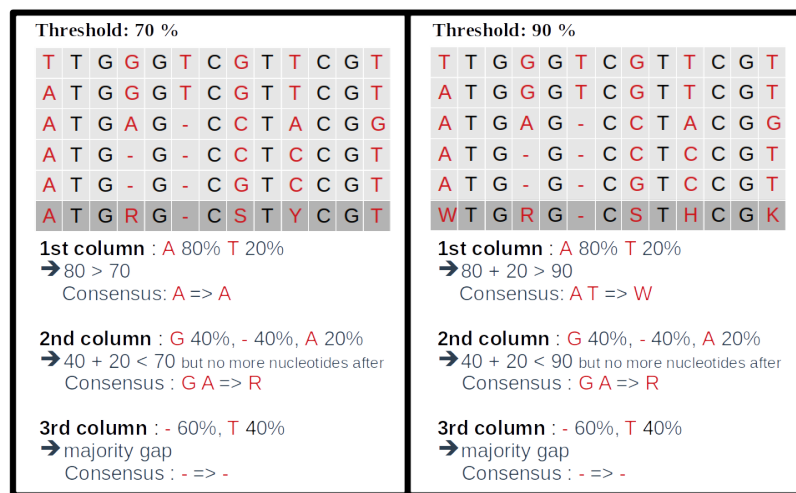 Threshold: 70 %
T T G G G T C G T T C G T
A T G G G T C G T T C G T
A T G A G - C C T A C G G
A T G - G - C C T C C G T
A T G - G - C G T C C G T
A T G R G - C S T Y C G T
1st column : A 80% T 20%
➔ 80 > 70
Consensus: A => A
2nd column : G 40%, - 40%, A 20%
➔ 40 + 20 < 70 but no more nucleotides after
Consensus : G A => R
3rd column : - 60%, T 40%
➔ majority gap
Consensus : - => -
Threshold: 90 %
T T G G G T C G T T C G T
A T G G G T C G T T C G T
A T G A G - C C T A C G G
A T G - G - C C T C C G T
A T G - G - C G T C C G T
W T G R G - C S T H C G K
1st column : A 80% T 20%
➔ 80 + 20 > 90
Consensus: A T => W
2nd column : G 40%, - 40%, A 20%
➔ 40 + 20 < 90 but no more nucleotides after
Consensus : G A => R
3rd column : - 60%, T 40%
➔ majority gap
Consensus : - => -